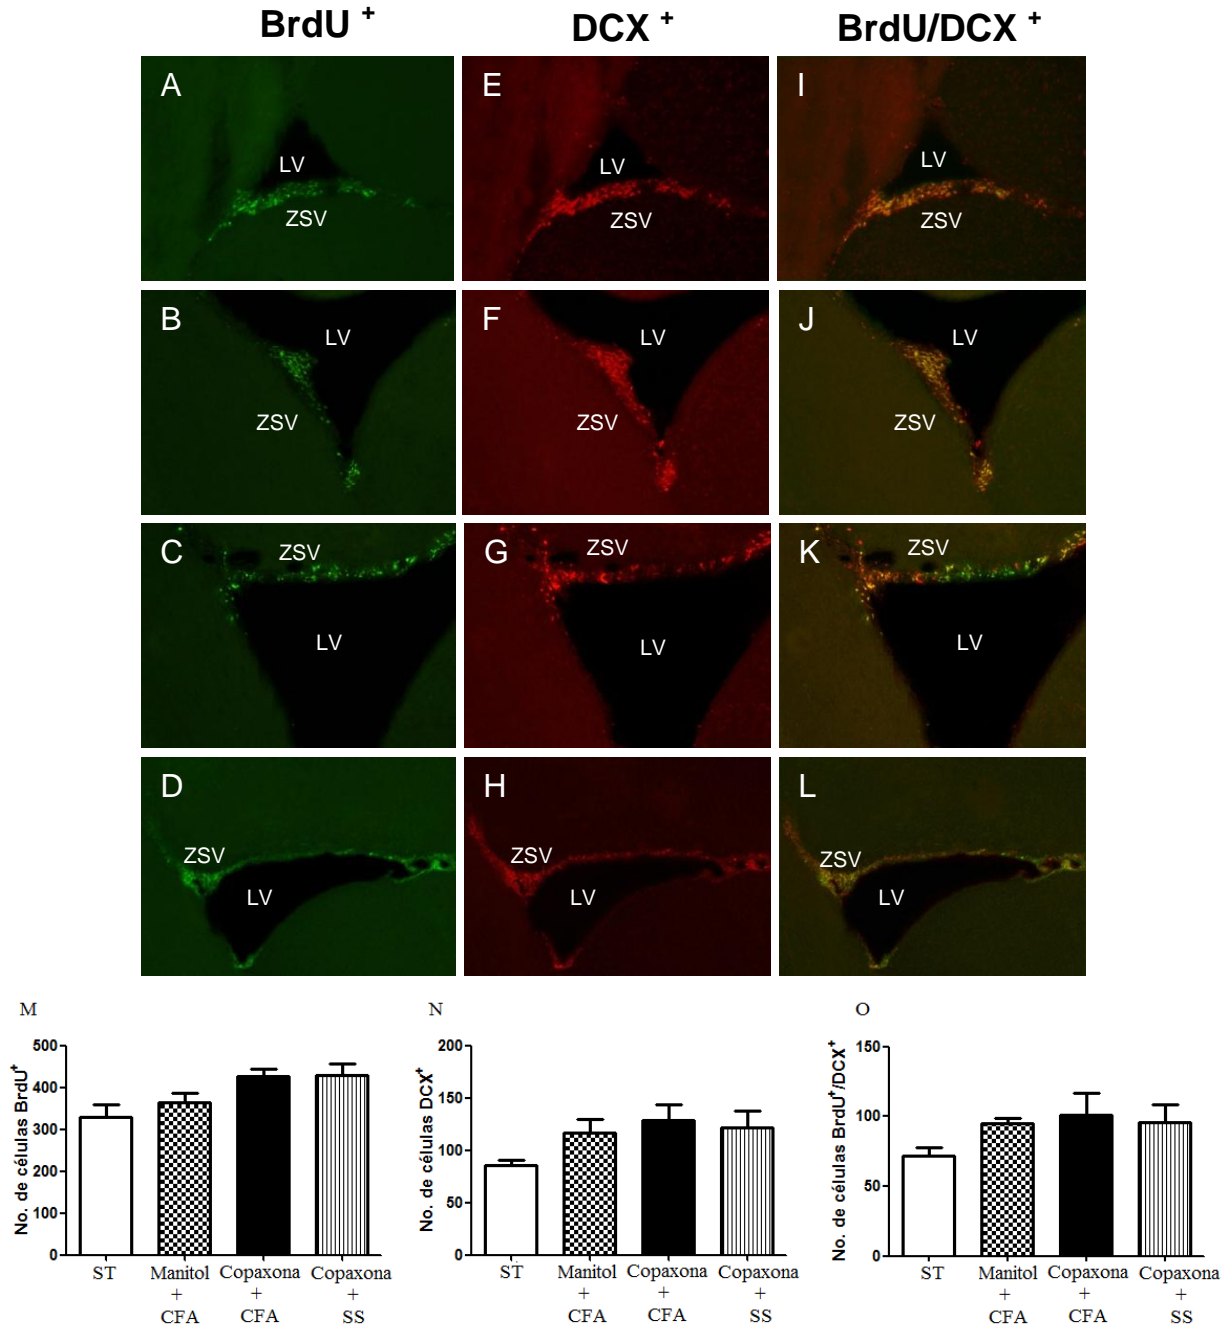 BrdU +
DCX +
BrdU/DCX +
A
LV
ZSV
E
LV
ZSV
I
LV
ZSV
B
LV
ZSV
F
LV
ZSV
J
LV
ZSV
C
ZSV
LV
G
ZSV
LV
K
ZSV
LV
D
ZSV
LV
H
ZSV
LV
L
ZSV
LV
M
No. de células BrdU+
500
400
300
200
100
0
ST
Manitol + CFA
Copaxona + CFA
Copaxona + SS
N
No. de células DCX+
200
150
100
50
0
ST
Manitol + CFA
Copaxona + CFA
Copaxona + SS
O
No. de células BrdU+/DCX+
150
100
50
0
ST
Manitol + CFA
Copaxona + CFA
Copaxona + SS